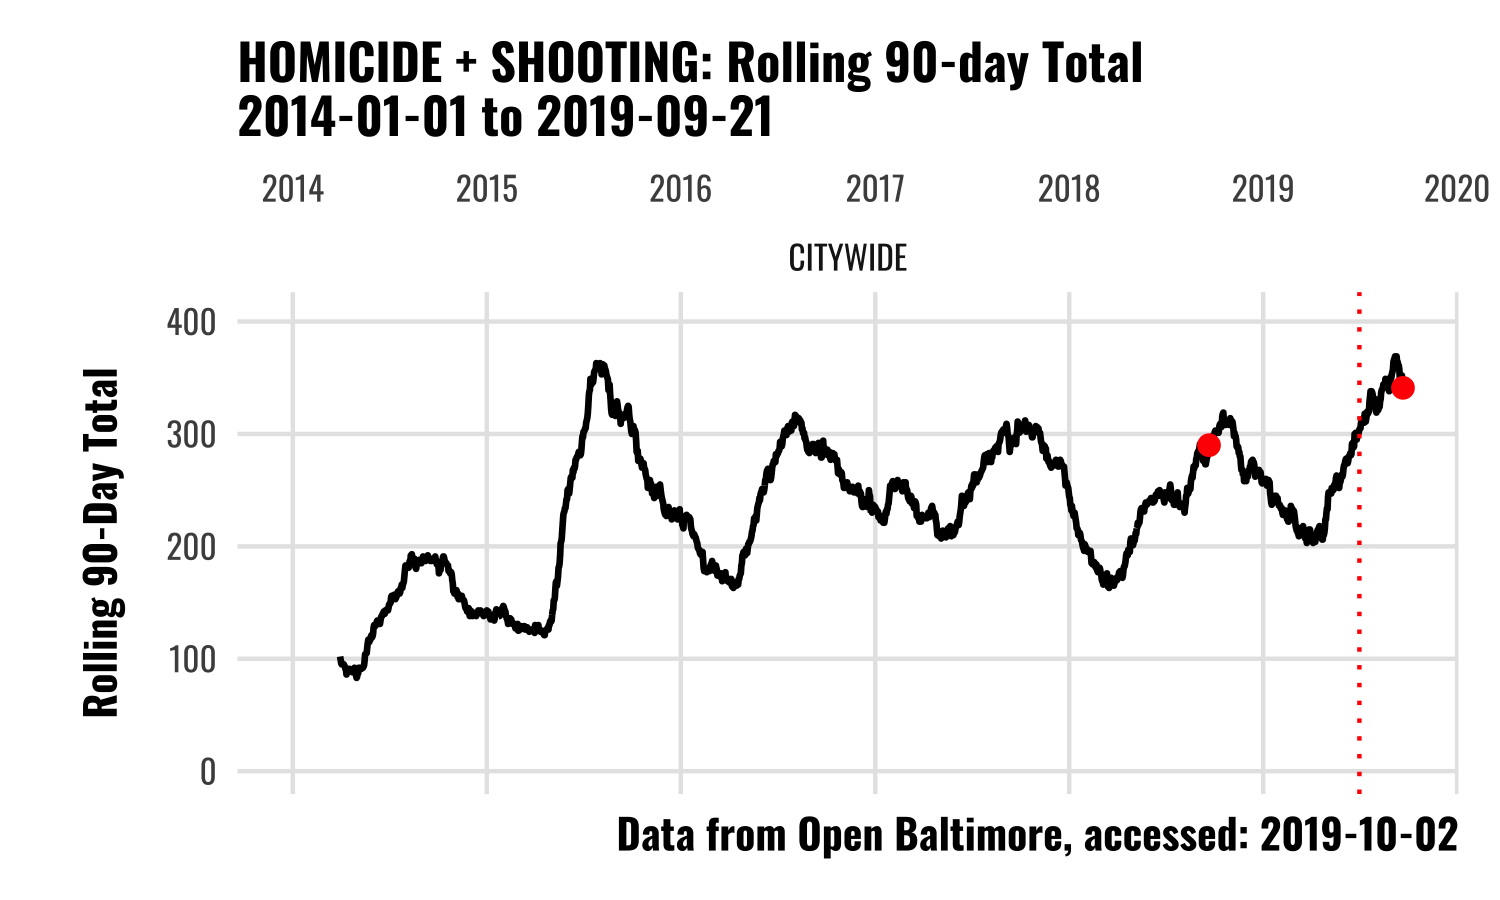 HOMICIDE + SHOOTING: Rolling 90-day Total
2014-01-01 to 2019-09-21
2014 2015 2016 2017 2018 2019 2020
CITYWIDE
400
300
200
100
0
Rolling 90-Day Total
Data from Open Baltimore, accessed: 2019-10-02